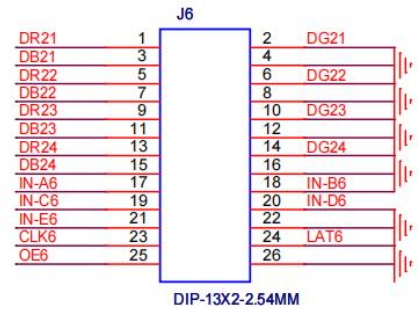 J6
DR21 1 2 DG21
DB21 3 4
DR22 5 6 DG22
DB22 7 8
DR23 9 10 DG23
DB23 11 12
DR24 13 14 DG24
DB24 15 16
IN-A6 17 18 IN-B6
IN-C6 19 20 IN-D6
IN-E6 21 22
CLK6 23 24 LAT6
OE6 25 26
DIP-13X2-2.54MM